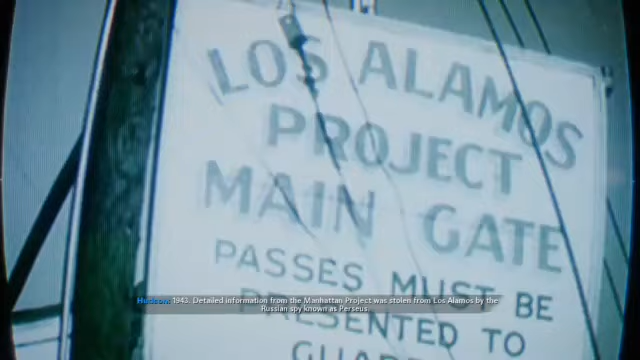 LOS ALAMOS
PROJECT
MAIN GATE
PASSES MUST BE
PRESENTED TO
Hudson: 1943. Detailed information from the Manhattan Project was stolen from Los Alamos by the
Russian spy known as Perseus.